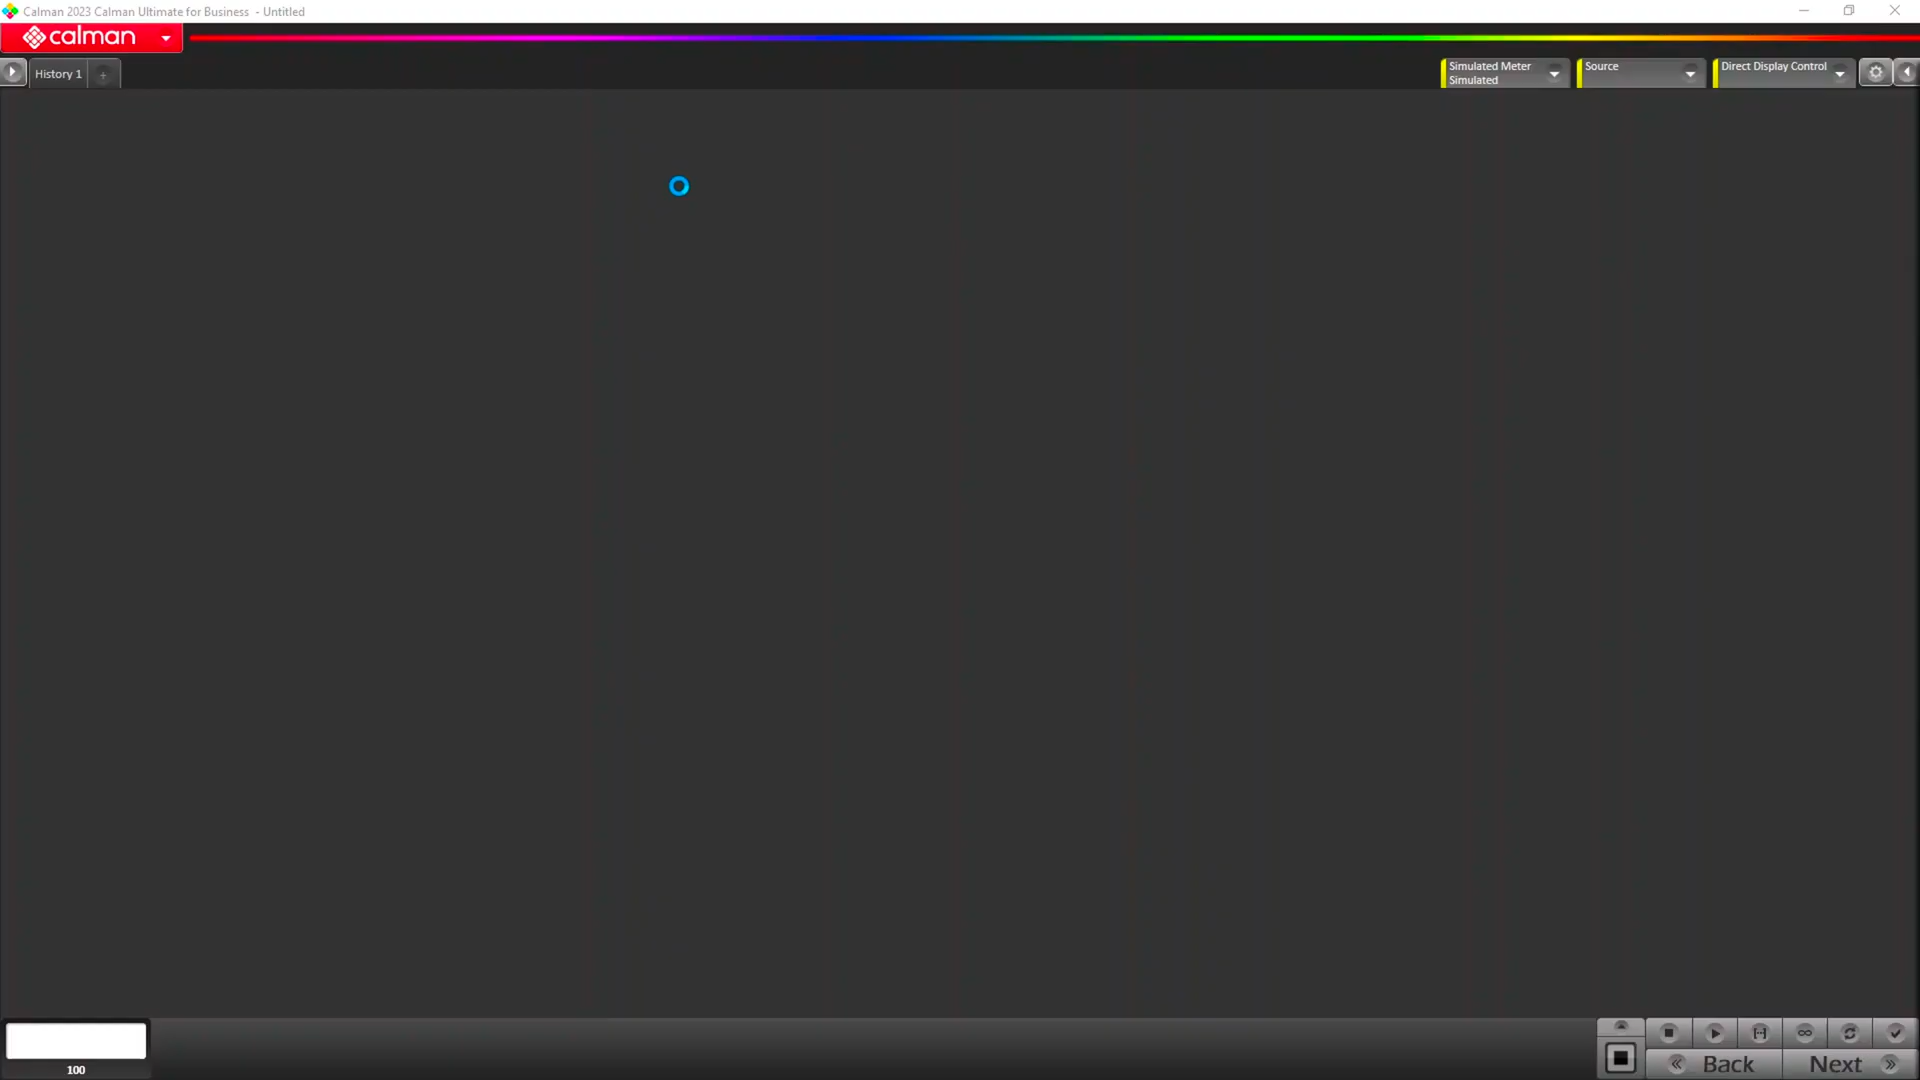 Calman 2023 Calman Ultimate for Business - Untitled
calman
History 1
+
Simulated Meter
Simulated
Source
Direct Display Control
100
Back
Next